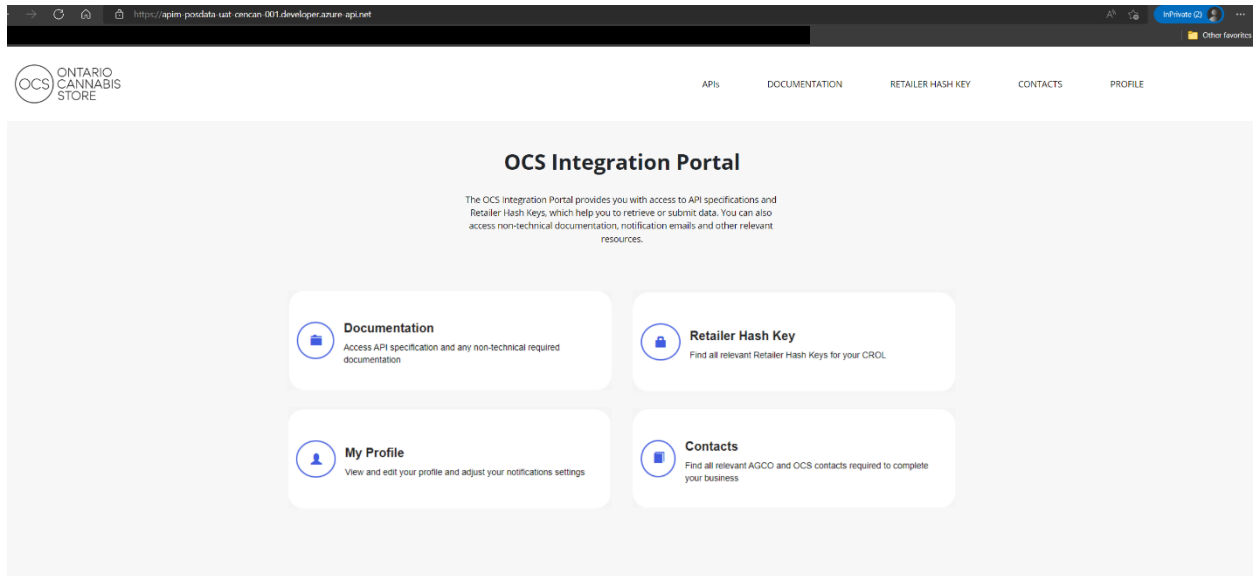 https://apim-posdata-uat-cencan-001.developer.azure-api.net
InPrivate (2)
Other favorites
OCS
ONTARIO
CANNABIS
STORE
APIs DOCUMENTATION RETAILER HASH KEY CONTACTS PROFILE
OCS Integration Portal
The OCS Integration Portal provides you with access to API specifications and
Retailer Hash Keys, which help you to retrieve or submit data. You can also
access non-technical documentation, notification emails and other relevant
resources.
Documentation
Access API specification and any non-technical required
documentation
Retailer Hash Key
Find all relevant Retailer Hash Keys for your CROL
My Profile
View and edit your profile and adjust your notifications settings
Contacts
Find all relevant AGCO and OCS contacts required to complete
your business